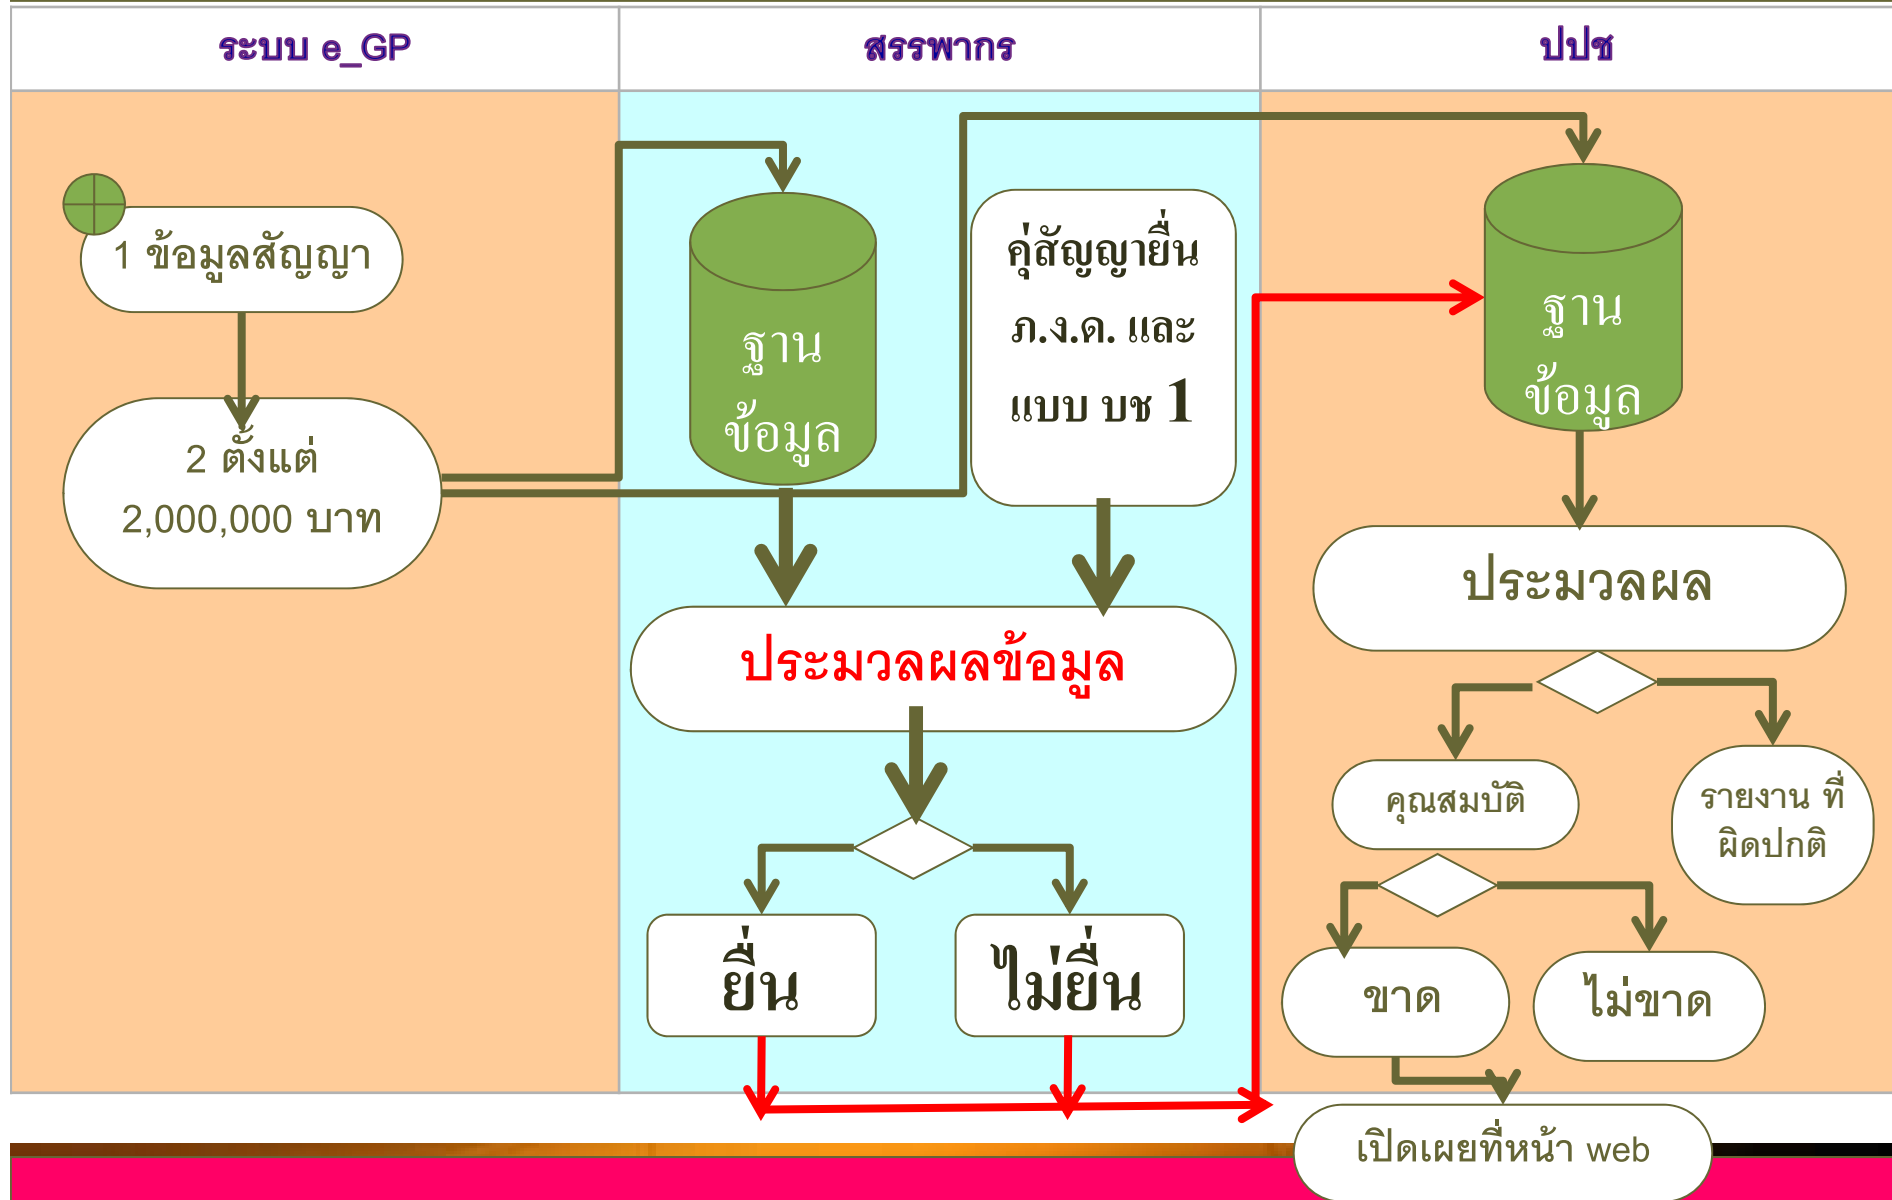 ระบบ e_GP
สรรพากร
ปปช
1 ข้อมูลสัญญา
2 ตั้งแต่
2,000,000 บาท
ฐาน
ข้อมูล
คู่สัญญายื่น
ภ.ง.ด. และ
แบบ บช 1
ประมวลผลข้อมูล
ยื่น
ไม่ยื่น
ฐาน
ข้อมูล
ประมวลผล
คุณสมบัติ
รายงาน ที่
ผิดปกติ
ขาด
ไม่ขาด
เปิดเผยที่หน้า web